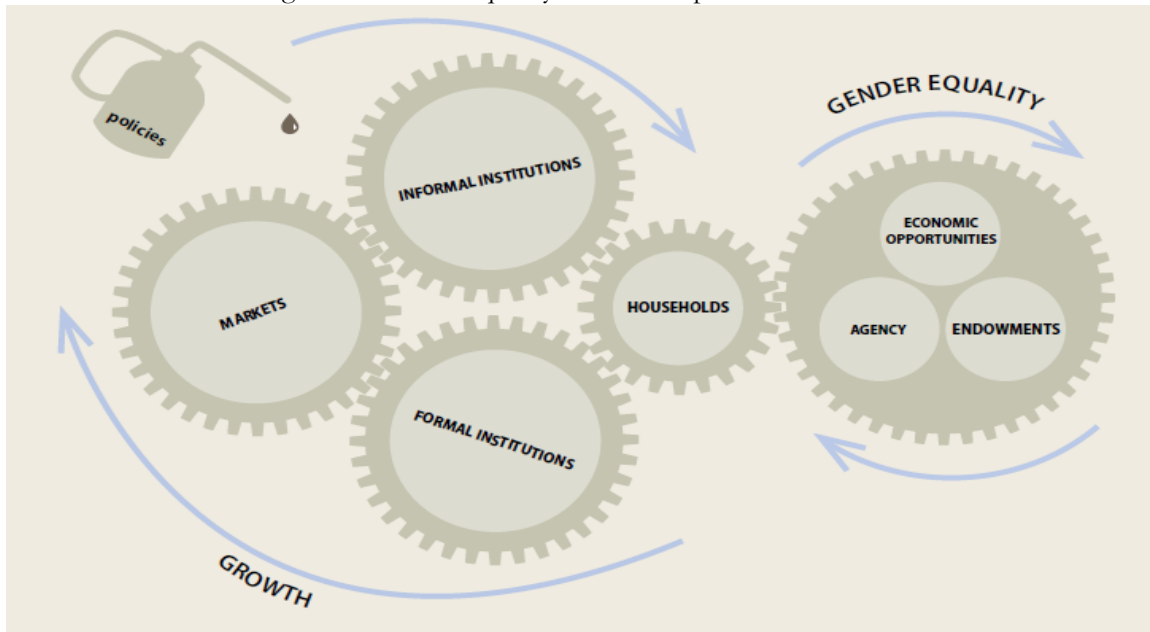 policies
INFORMAL INSTITUTIONS
GENDER EQUALITY
ECONOMIC
OPPORTUNITIES
MARKETS
HOUSEHOLDS
AGENCY
ENDOWMENTS
FORMAL INSTITUTIONS
GROWTH